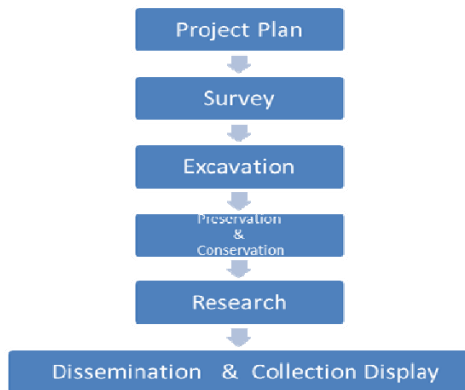 Project Plan
Survey
Excavation
Preservation
&
Conservation
Research
Dissemination & Collection Display